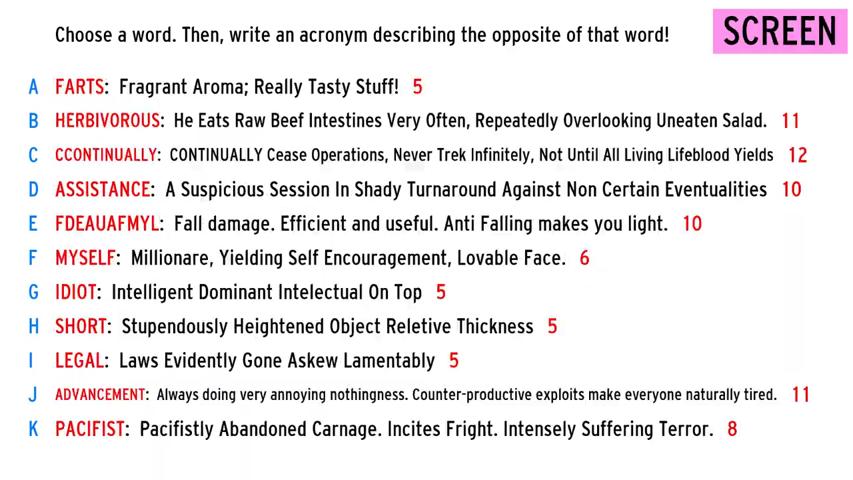 Choose a word. Then, write an acronym describing the opposite of that word!
SCREEN
A FARTS: Fragrant Aroma; Really Tasty Stuff! 5
B HERBIVOROUS: He Eats Raw Beef Intestines Very Often, Repeatedly Overlooking Uneaten Salad. 11
C CCONTINUALLY: CONTINUALLY Cease Operations, Never Trek Infinitely, Not Until All Living Lifeblood Yields 12
D ASSISTANCE: A Suspicious Session In Shady Turnaround Against Non Certain Eventualities 10
E FDEAUAFMYL: Fall damage. Efficient and useful. Anti Falling makes you light. 10
F MYSELF: Millionare, Yielding Self Encouragement, Lovable Face. 6
G IDIOT: Intelligent Dominant Intelectual On Top 5
H SHORT: Stupendously Heightened Object Reletive Thickness 5
I LEGAL: Laws Evidently Gone Askew Lamentably 5
J ADVANCEMENT: Always doing very annoying nothingness. Counter-productive exploits make everyone naturally tired. 11
K PACIFIST: Pacifistly Abandoned Carnage. Incites Fright. Intensely Suffering Terror. 8